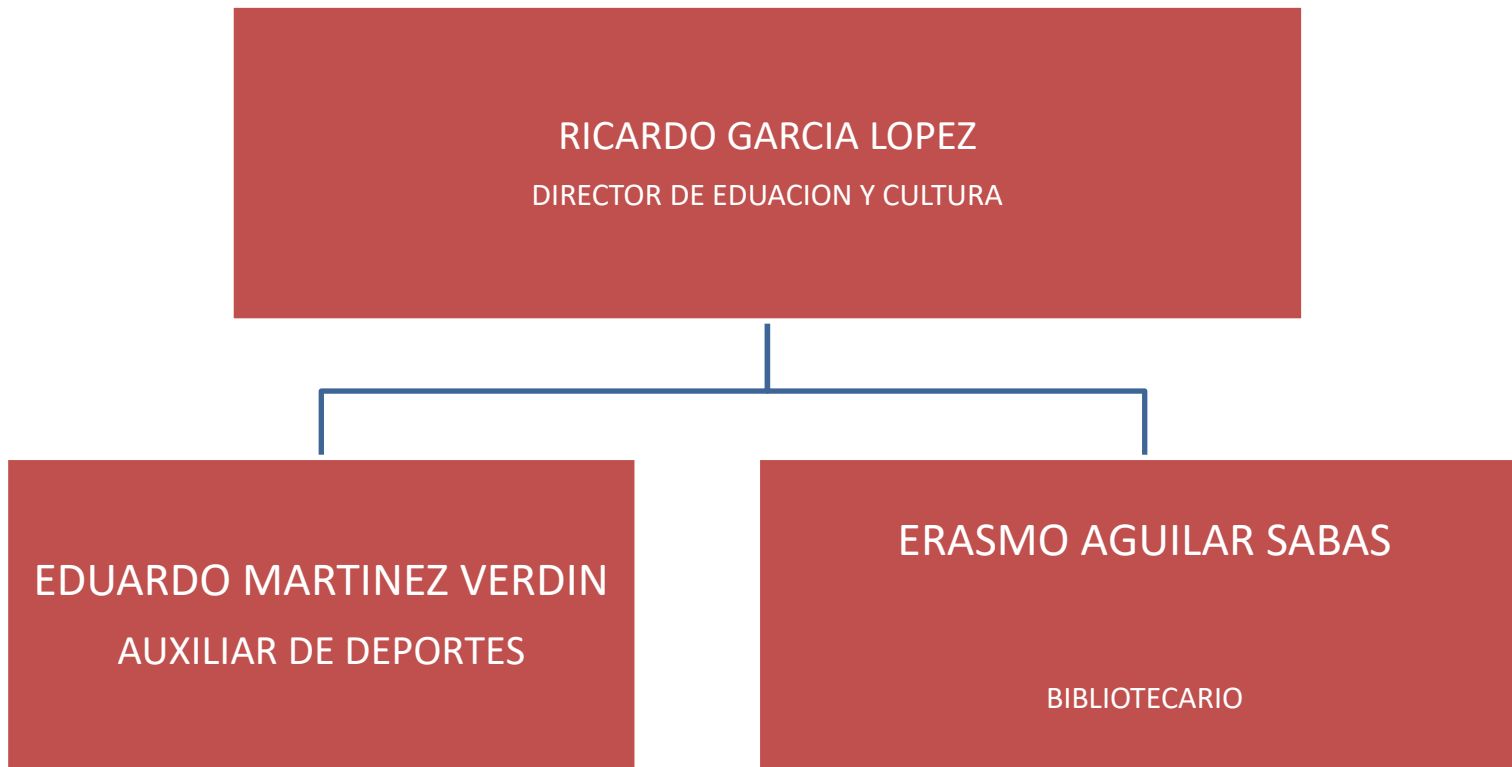 RICARDO GARCIA LOPEZ
DIRECTOR DE EDUACION Y CULTURA
EDUARDO MARTINEZ VERDIN
AUXILIAR DE DEPORTES
ERASMO AGUILAR SABAS
BIBLIOTECARIO